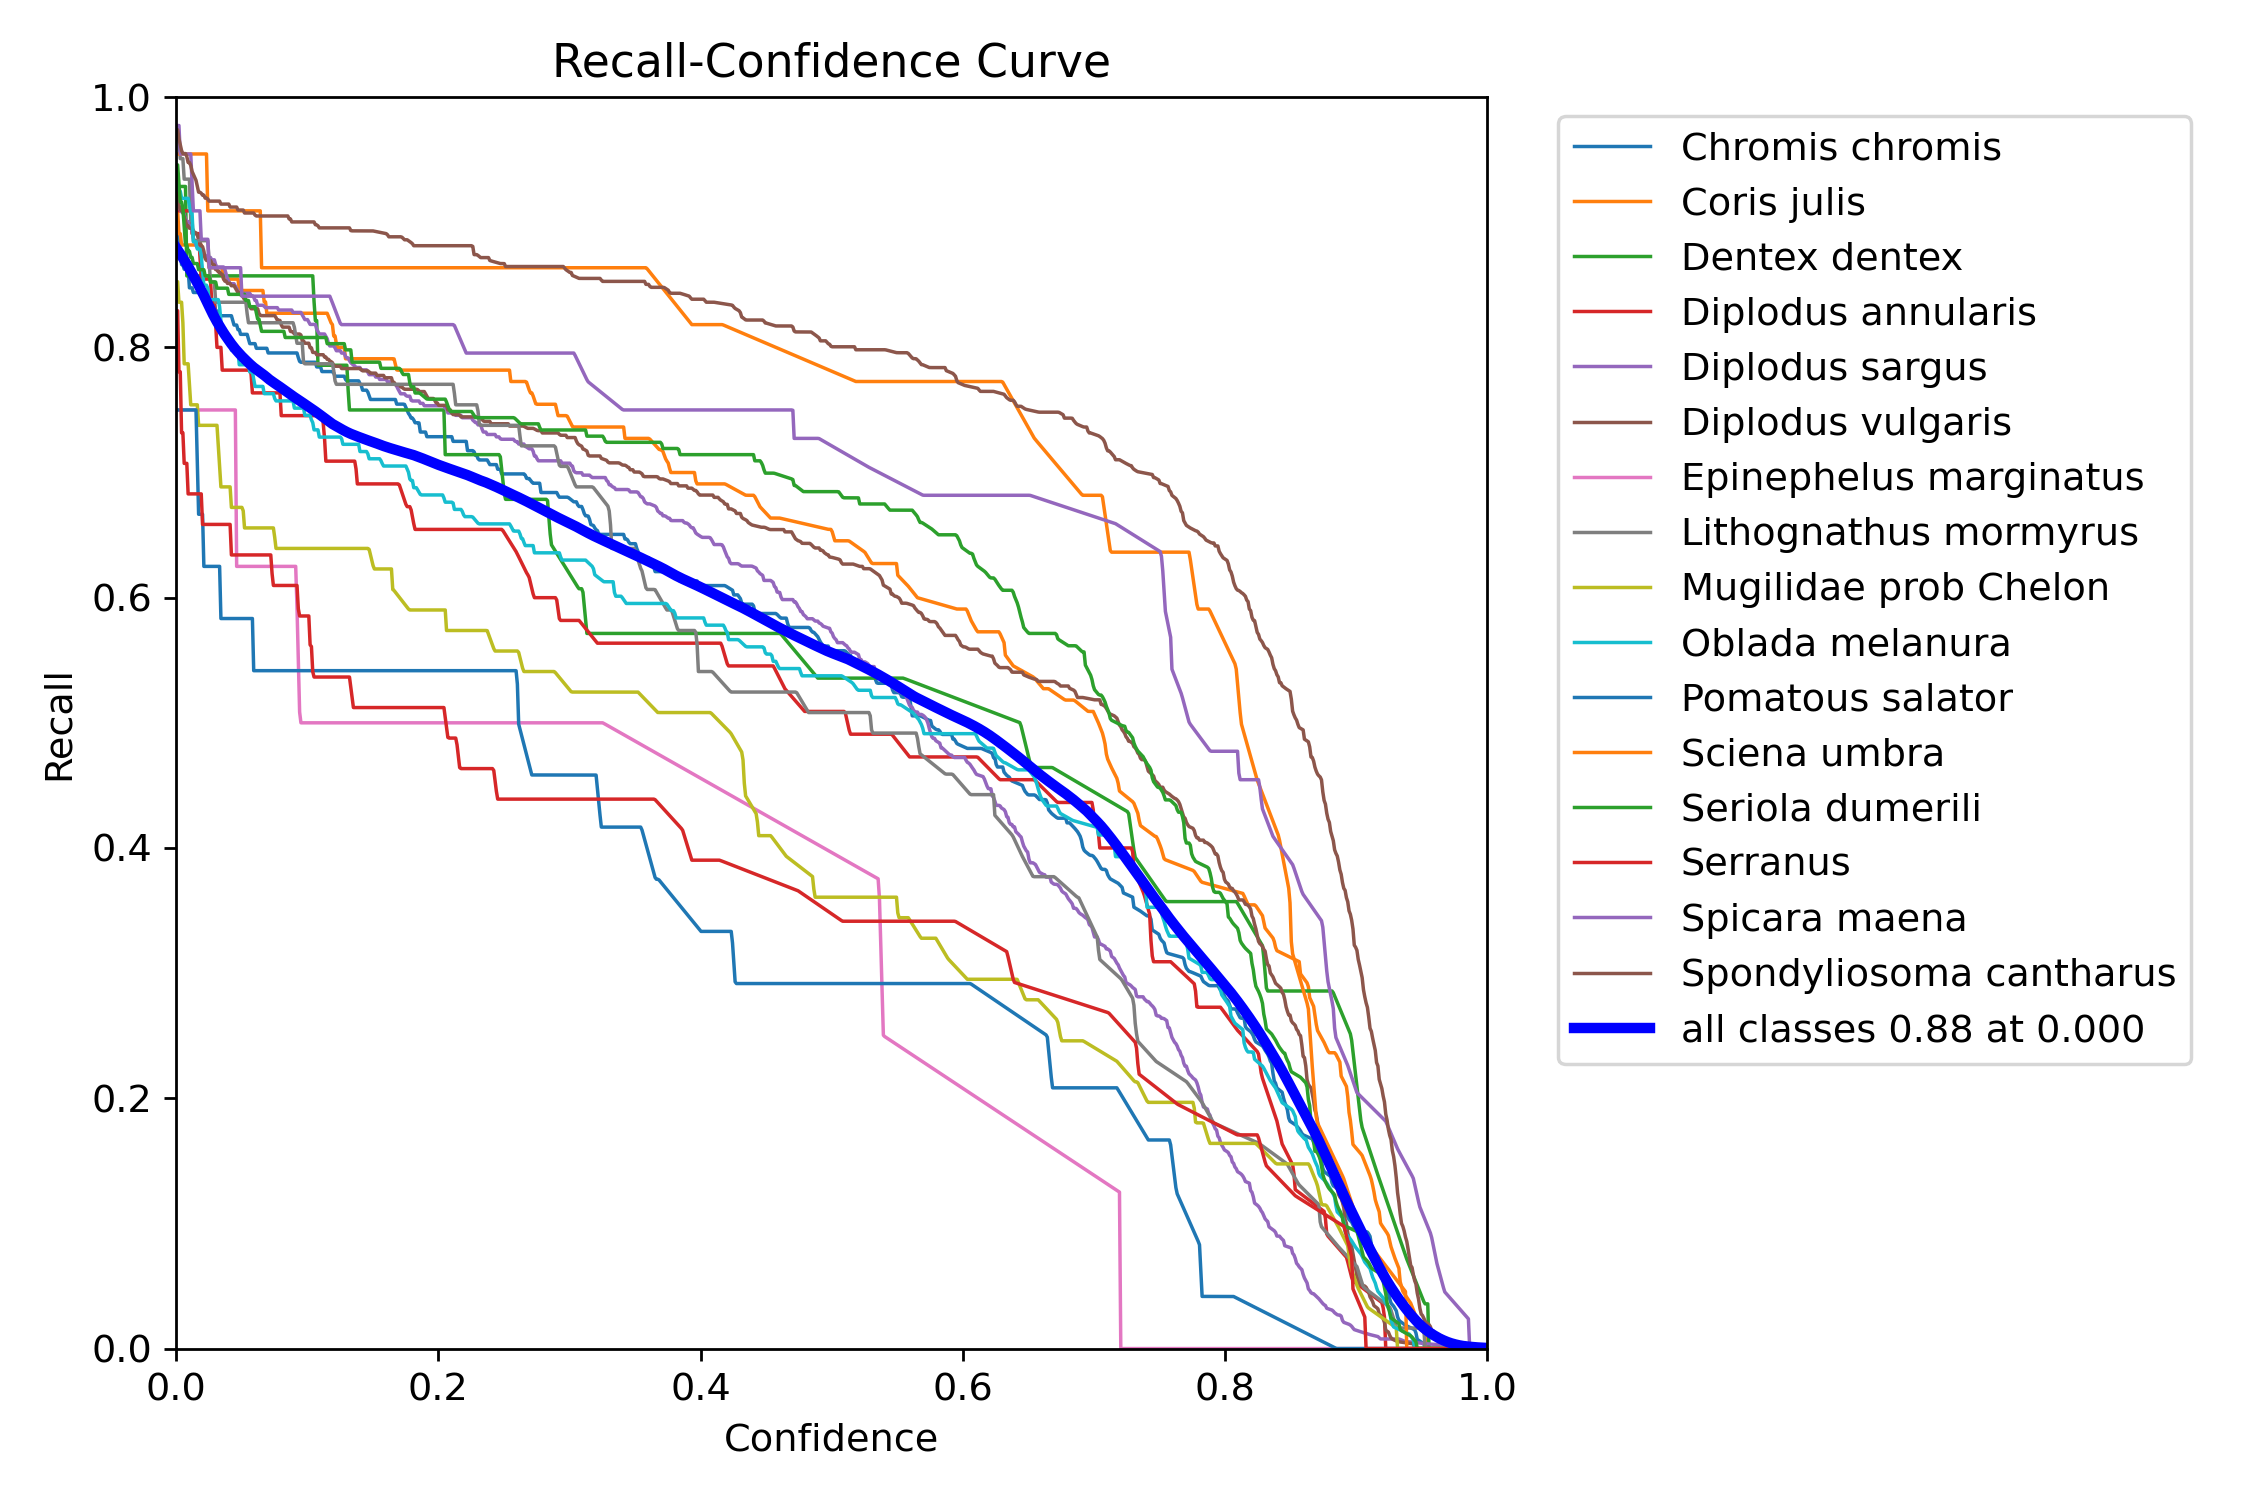 Recall-Confidence Curve
1.0
0.8
0.6
0.4
0.2
0.0
Recall
0.0 0.2 0.4 0.6 0.8 1.0
Confidence
Chromis chromis
Coris julis
Dentex dentex
Diplodus annularis
Diplodus sargus
Diplodus vulgaris
Epinephelus marginatus
Lithognathus mormyrus
Mugilidae prob Chelon
Oblada melanura
Pomatous salator
Sciena umbra
Seriola dumerili
Serranus
Spicara maena
Spondyliosoma cantharus
all classes 0.88 at 0.000